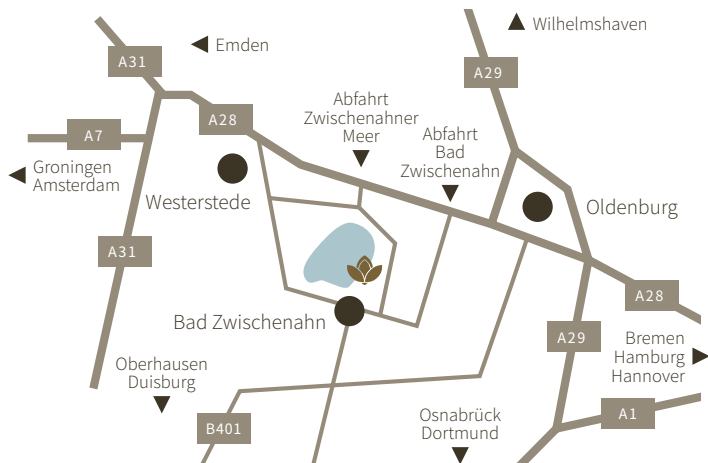 Wilhelmshaven
Emden
A31
A29
Abfahrt
Zwischenahner
Meer
A28
Abfahrt
Bad
Zwischenahn
A7
Groningen
Amsterdam
Westerstede
Oldenburg
A31
A28
Bad Zwischenahn
A29
Bremen
Hamburg
Hannover
Oberhausen
Duisburg
A1
Osnabrück
Dortmund
B401